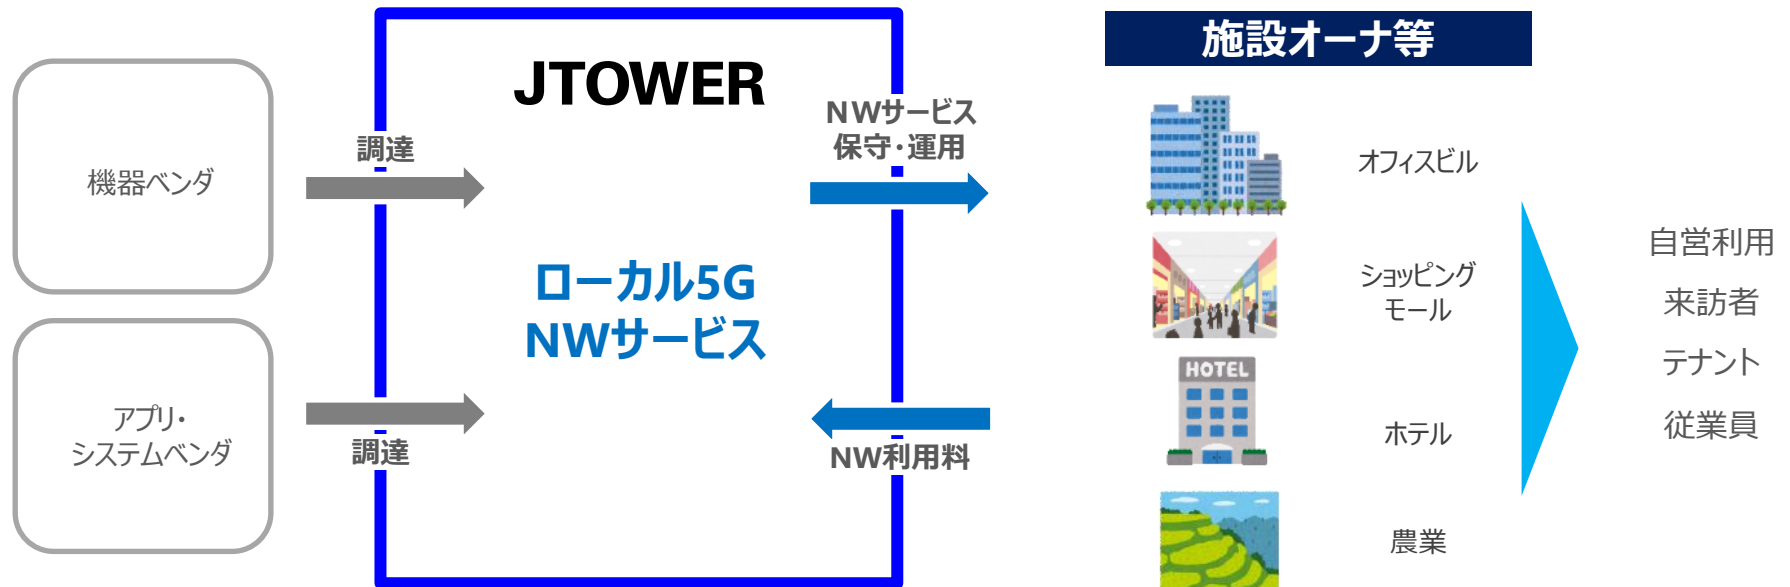 機器ベンダ
アプリ・
システムベンダ
調達
調達
JTOWER
ローカル5G
NWサービス
NWサービス
保守・運用
NW利用料
施設オーナ等
オフィスビル
ショッピング
モール
HOTEL
ホテル
農業
自営利用
来訪者
テナント
従業員